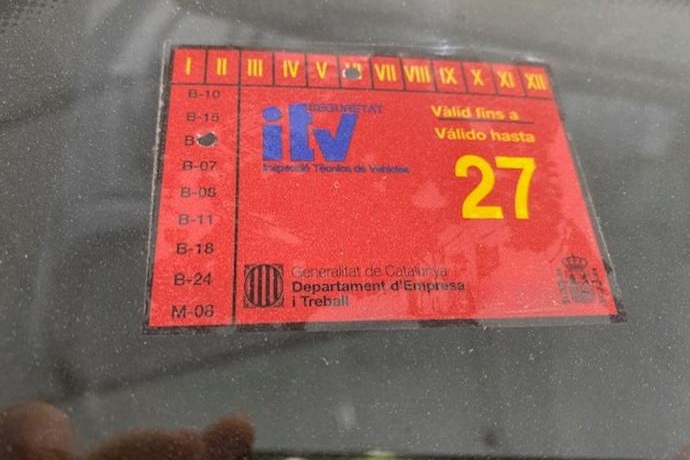 I II III IV V VI VII VIII IX X XI XII
B-10
B-15
B-07
B-08
B-11
B-18
B-24
M-08
SEGURETAT
itv
Inspecció Tècnica de Vehicles
Vàlid fins a
Válido hasta
27
Generalitat de Catalunya
Departament d'Empresa
i Treball